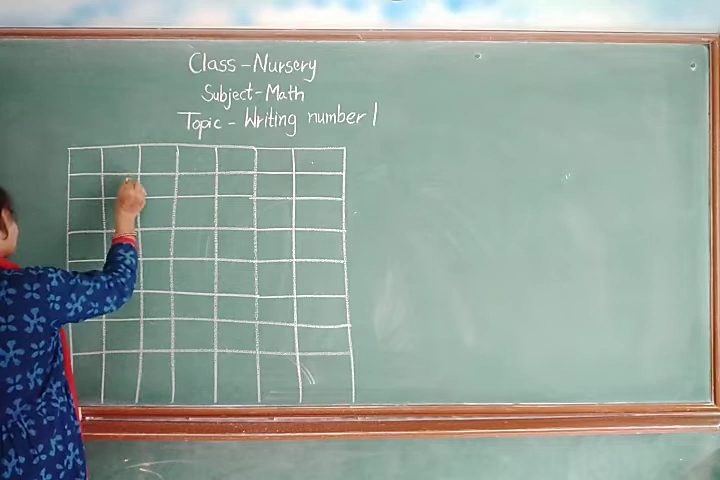 Class - Nursery
Subject - Math
Topic - Writing number 1